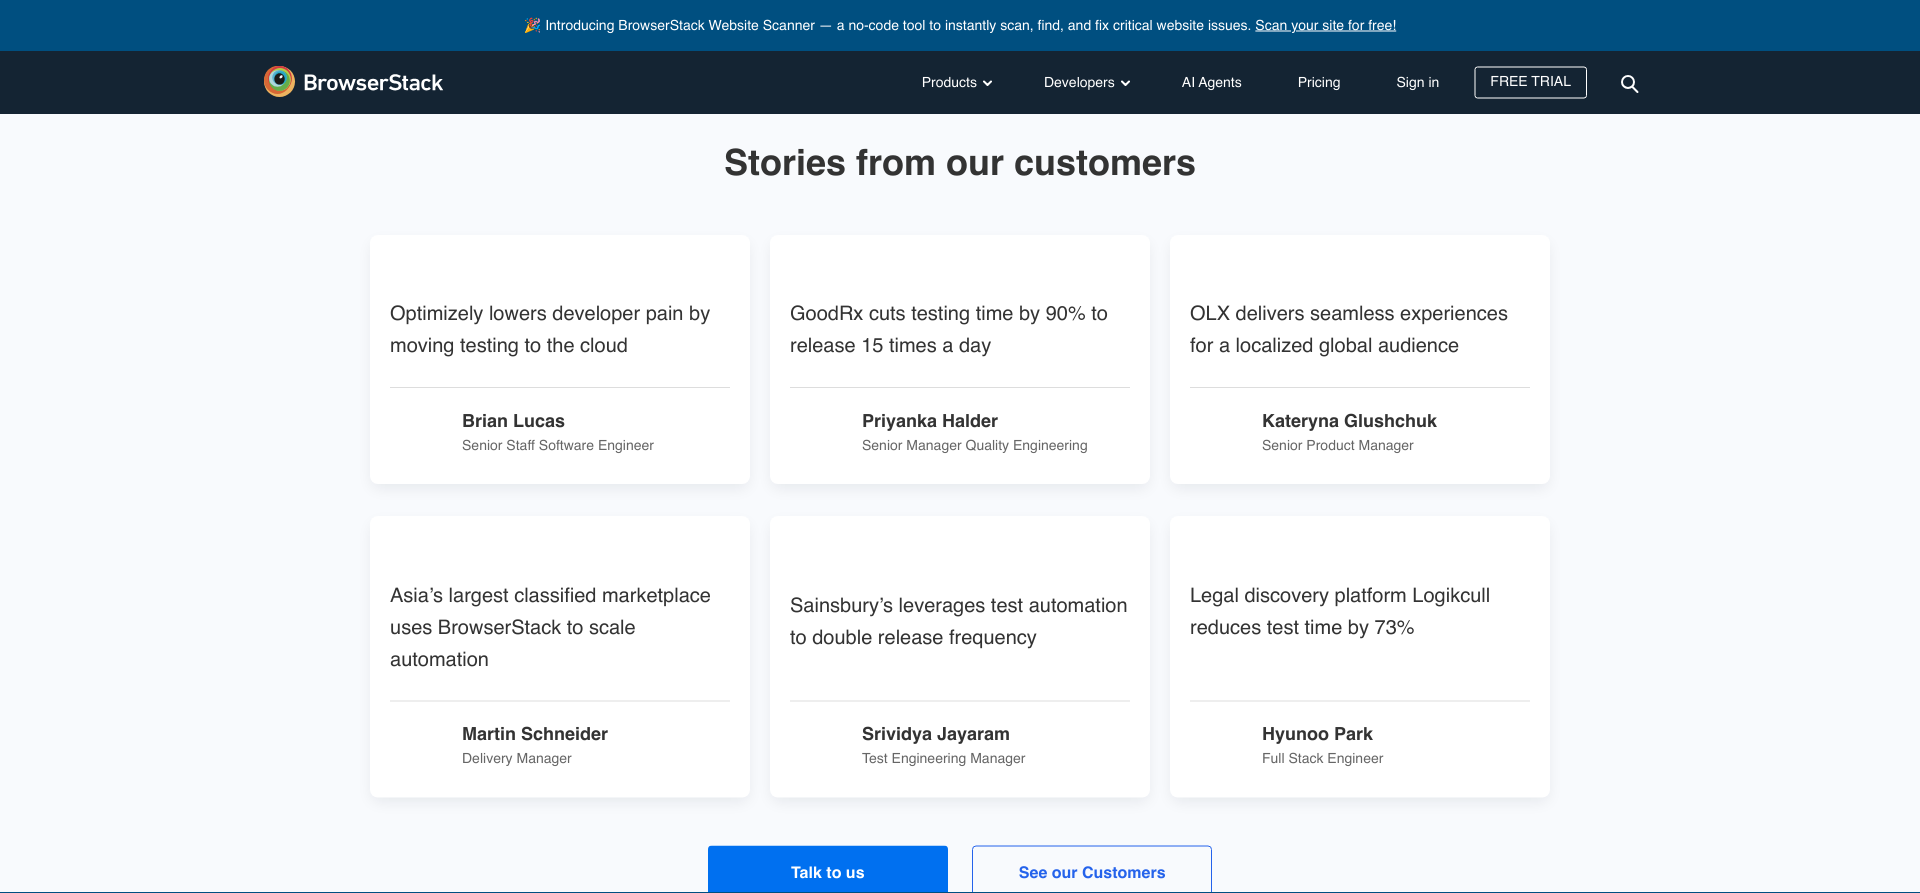 🎉 Introducing BrowserStack Website Scanner — a no-code tool to instantly scan, find, and fix critical website issues. Scan your site for free!
BrowserStack Products Developers AI Agents Pricing Sign in FREE TRIAL
Stories from our customers
Optimizely lowers developer pain by
moving testing to the cloud
Brian Lucas
Senior Staff Software Engineer
GoodRx cuts testing time by 90% to
release 15 times a day
Priyanka Halder
Senior Manager Quality Engineering
OLX delivers seamless experiences
for a localized global audience
Kateryna Glushchuk
Senior Product Manager
Asia’s largest classified marketplace
uses BrowserStack to scale
automation
Martin Schneider
Delivery Manager
Sainsbury’s leverages test automation
to double release frequency
Srividya Jayaram
Test Engineering Manager
Legal discovery platform Logikcull
reduces test time by 73%
Hyunoo Park
Full Stack Engineer
Talk to us
See our Customers